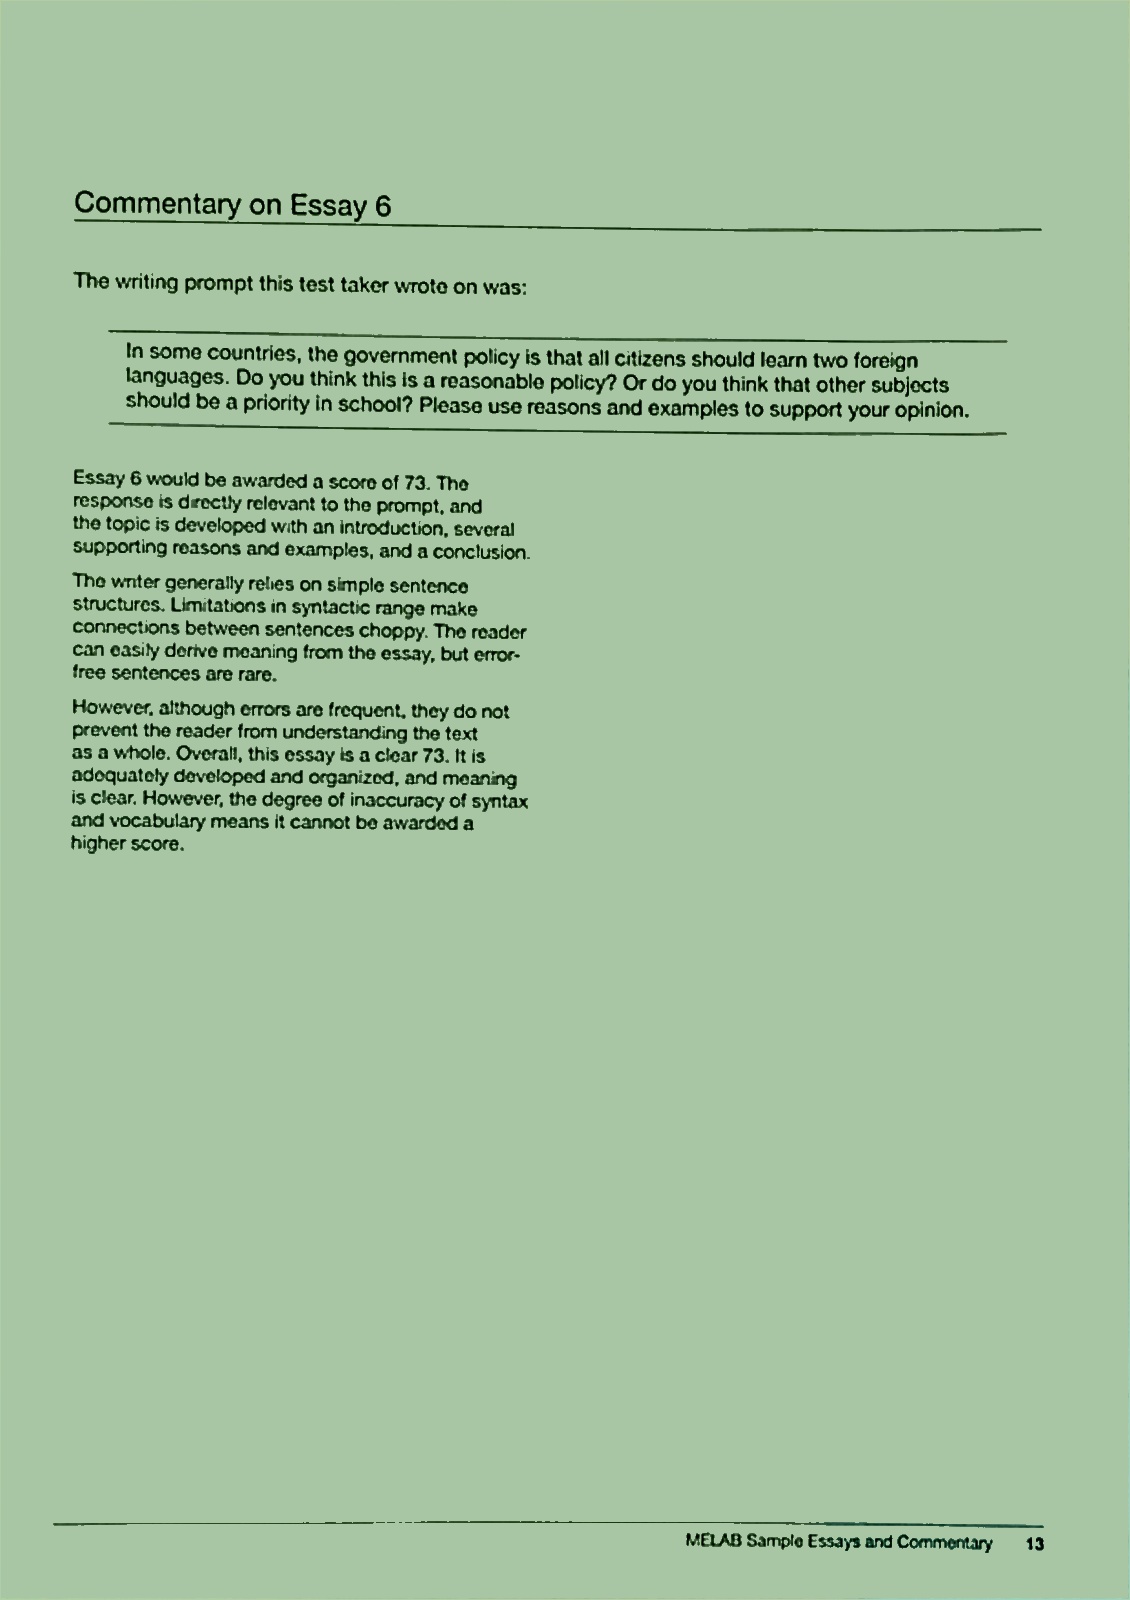 Commentary on Essay 6
The writing prompt this test taker wrote on was:
In some countries, the government policy is that all citizens should learn two foreign
languages. Do you think this is a reasonable policy? Or do you think that other subjects
should be a priority in school? Please use reasons and examples to support your opinion.
Essay 6 would be awarded a score of 73. The
response is directly relevant to the prompt, and
the topic is developed with an introduction, several
supporting reasons and examples, and a conclusion.
The writer generally relies on simple sentence
structures. Limitations in syntactic range make
connections between sentences choppy. The reader
can easily derive meaning from the essay, but error-
free sentences are rare.
However, although errors are frequent, they do not
prevent the reader from understanding the text
as a whole. Overall, this essay is a clear 73. It is
adequately developed and organized, and meaning
is clear. However, the degree of inaccuracy of syntax
and vocabulary means it cannot be awarded a
higher score.
MELAB Sample Essays and Commentary 13